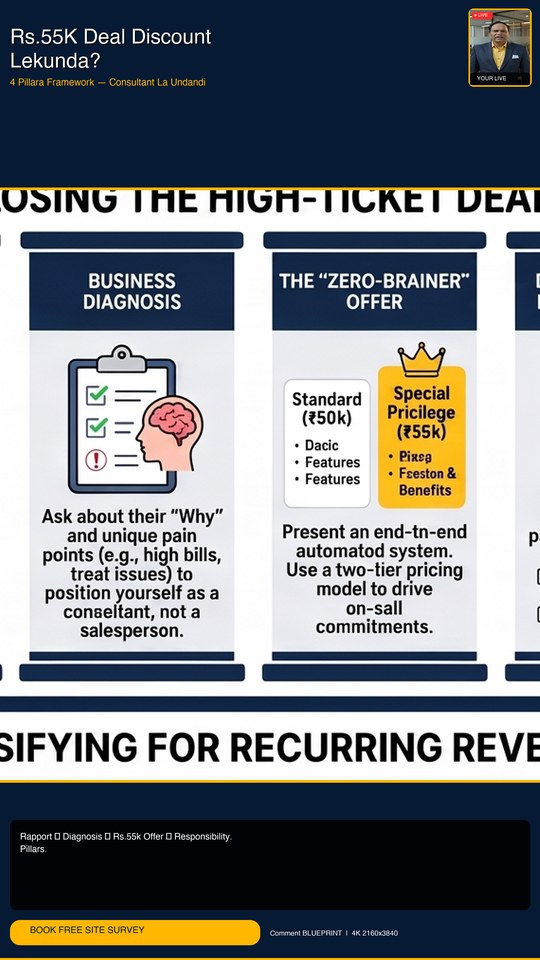 Rs.55K Deal Discount
Lekunda?
4 Pillara Framework — Consultant La Undandi
LIVE
YOUR LIVE
LOSING THE HIGH-TICKET DEAL
BUSINESS
DIAGNOSIS
Ask about their “Why”
and unique pain
points (e.g., high bills,
treat issues) to
position yourself as a
conseltant, not a
salesperson.
THE “ZERO-BRAINER”
OFFER
Standard
(₹50k)
• Dacic
• Features
• Features
Special
Pricilege
(₹55k)
• Pixsg
• Fseston &
Benefits
Present an end-tn-end
automatod system.
Use a two-tier pricing
model to drive
on-sall
commitments.
SIFYING FOR RECURRING REVE
Rapport □ Diagnosis □ Rs.55k Offer □ Responsibility.
Pillars.
BOOK FREE SITE SURVEY
Comment BLUEPRINT | 4K 2160x3840